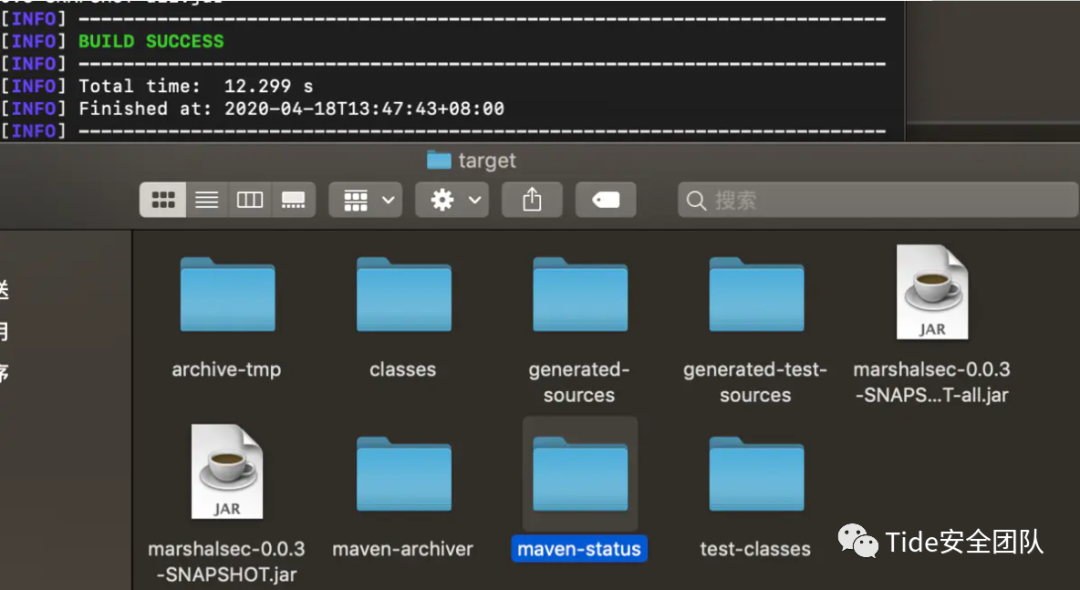 [INFO] ------------------------------------------------------------------------
[INFO] BUILD SUCCESS
[INFO] ------------------------------------------------------------------------
[INFO] Total time:  12.299 s
[INFO] Finished at: 2020-04-18T13:47:43+08:00
[INFO] ------------------------------------------------------------------------
target
搜索
archive-tmp
classes
generated-
sources
generated-test-
sources
JAR
marshalsec-0.0.3
-SNAPS...T-all.jar
JAR
marshalsec-0.0.3
-SNAPSHOT.jar
maven-archiver
maven-status
test-classes
Tide安全团队